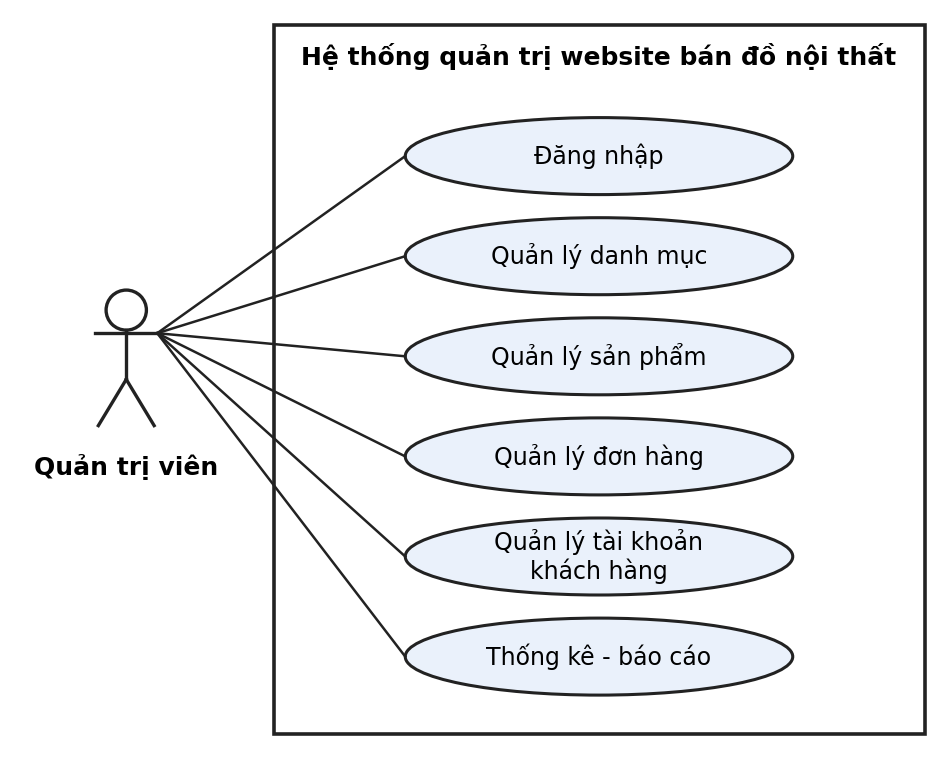 Hệ thống quản trị website bán đồ nội thất
Đăng nhập
Quản lý danh mục
Quản lý sản phẩm
Quản lý đơn hàng
Quản trị viên
Quản lý tài khoản
khách hàng
Thống kê - báo cáo